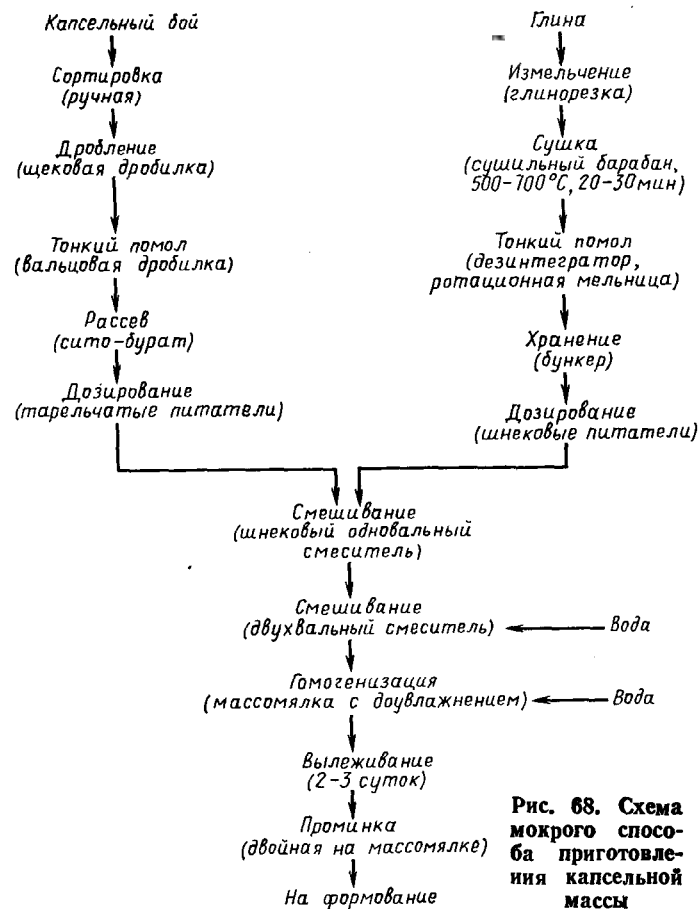 Капсельный бой
Сортировка
(ручная)
Дробление
(щековая дробилка)
Тонкий помол
(вальцовая дробилка)
Рассев
(сито-бурат)
Дозирование
(тарельчатые питатели)
Глина
Измельчение
(глинорезка)
Сушка
(сушильный барабан,
500-700°С, 20-30мин)
Тонкий помол
(дезинтегратор,
ротационная мельница)
Хранение
(бункер)
Дозирование
(шнековые питатели)
Смешивание
(шнековый одновальный
смеситель)
Смешивание
(двухвальный смеситель)
Вода
Гомогенизация
(массомялка с доувлажнением)
Вода
Вылеживание
(2-3 суток)
Проминка
(двойная на массомялке)
На формование
Рис. 68. Схема
мокрого спосо-
ба приготовле-
ния капсельной
массы